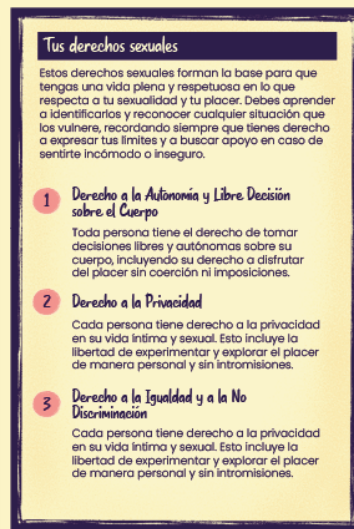 Tus derechos sexuales
Estos derechos sexuales forman la base para que
tengas una vida plena y respetuosa en lo que
respecta a tu sexualidad y tu placer. Debes aprender
a identificarlos y reconocer cualquier situación que
los vulnere, recordando siempre que tienes derecho
a expresar tus límites y a buscar apoyo en caso de
sentirte incómodo o inseguro.
1
Derecho a la Autonomía y Libre Decisión
sobre el Cuerpo
Toda persona tiene el derecho de tomar
decisiones libres y autónomas sobre su
cuerpo, incluyendo su derecho a disfrutar
del placer sin coerción ni imposiciones.
2
Derecho a la Privacidad
Cada persona tiene derecho a la privacidad
en su vida íntima y sexual. Esto incluye la
libertad de experimentar y explorar el placer
de manera personal y sin intromisiones.
3
Derecho a la Igualdad y a la No
Discriminación
Cada persona tiene derecho a la privacidad
en su vida íntima y sexual. Esto incluye la
libertad de experimentar y explorar el placer
de manera personal y sin intromisiones.